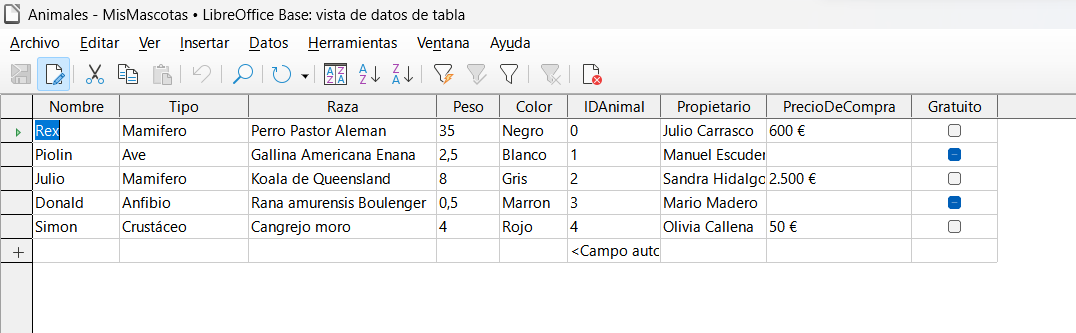 Animales - MisMascotas • LibreOffice Base: vista de datos de tabla
Archivo Editar Ver Insertar Datos Herramientas Ventana Ayuda
Nombre Tipo Raza Peso Color IDAnimal Propietario PrecioDeCompra Gratuito
Rex Mamifero Perro Pastor Aleman 35 Negro 0 Julio Carrasco 600 €
Piolin Ave Gallina Americana Enana 2,5 Blanco 1 Manuel Escuder
Julio Mamifero Koala de Queensland 8 Gris 2 Sandra Hidalgo 2.500 €
Donald Anfibio Rana amurensis Boulenger 0,5 Marron 3 Mario Madero
Simon Crustáceo Cangrejo moro 4 Rojo 4 Olivia Callena 50 €
<Campo auto